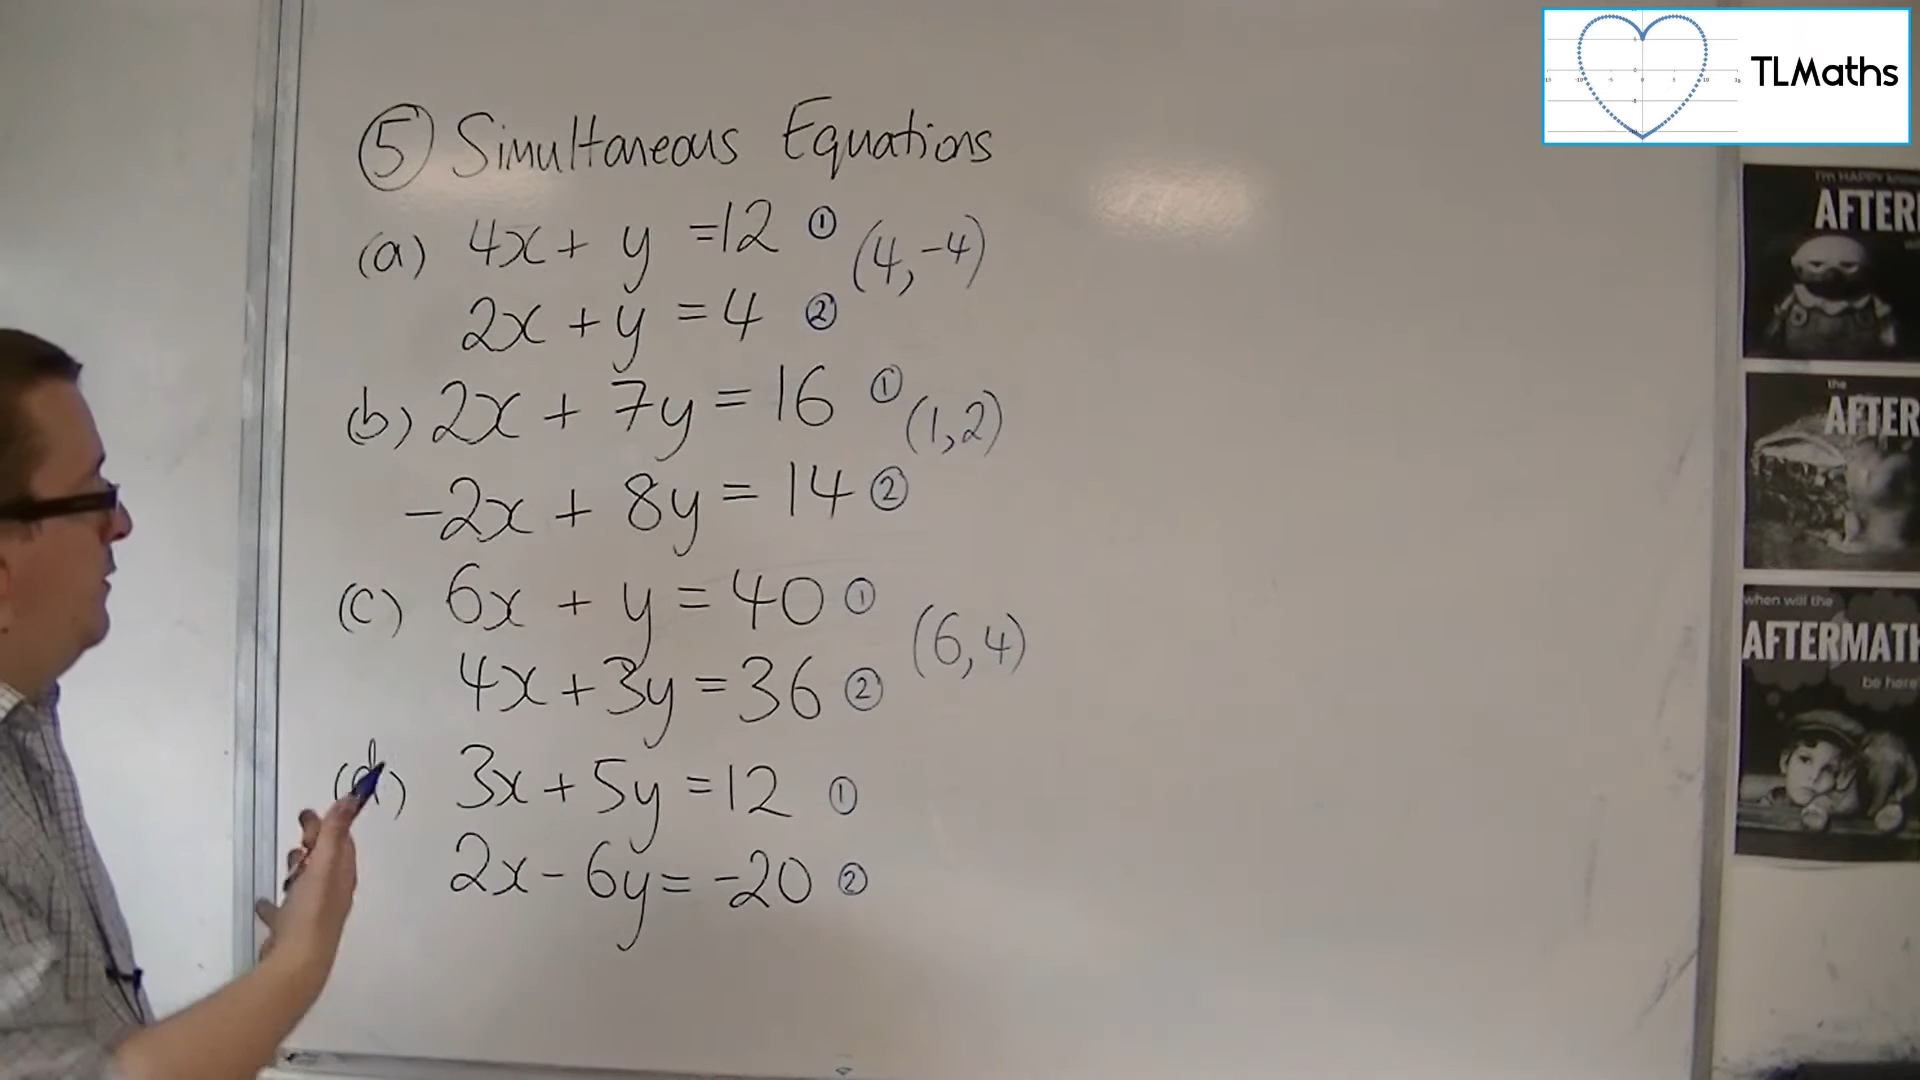 TLMaths
⑤ Simultaneous Equations
(a) 4x + y = 12 ① (4, -4)
2x + y = 4 ②
(b) 2x + 7y = 16 ① (1, 2)
-2x + 8y = 14 ②
(c) 6x + y = 40 ① (6, 4)
4x + 3y = 36 ②
(d) 3x + 5y = 12 ①
2x - 6y = -20 ②
I'M HAPPY
AFTER
the
AFTER
when will the
AFTERMATH
be here